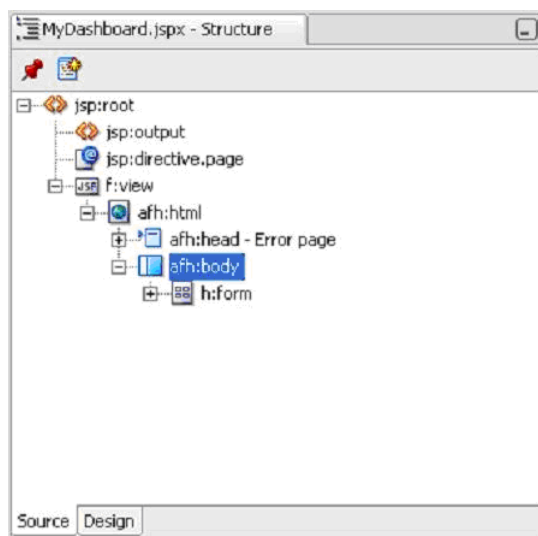 MyDashboard.jspx - Structure
jsp:root
jsp:output
jsp:directive.page
JSF f:view
afh:html
afh:head - Error page
afh:body
h:form
Source Design